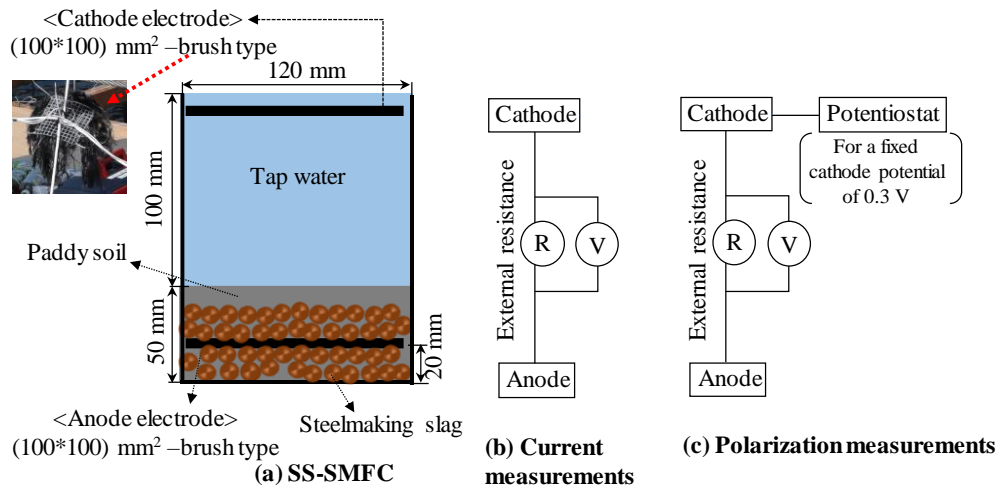 <Cathode electrode>
(100*100) mm² –brush type
120 mm
100 mm
Tap water
Paddy soil
50 mm
20 mm
<Anode electrode>
(100*100) mm² –brush type
Steelmaking slag
(a) SS-SMFC
Cathode
External resistance
R
V
Anode
(b) Current
measurements
Cathode
Potentiostat
For a fixed
cathode potential
of 0.3 V
External resistance
R
V
Anode
(c) Polarization measurements